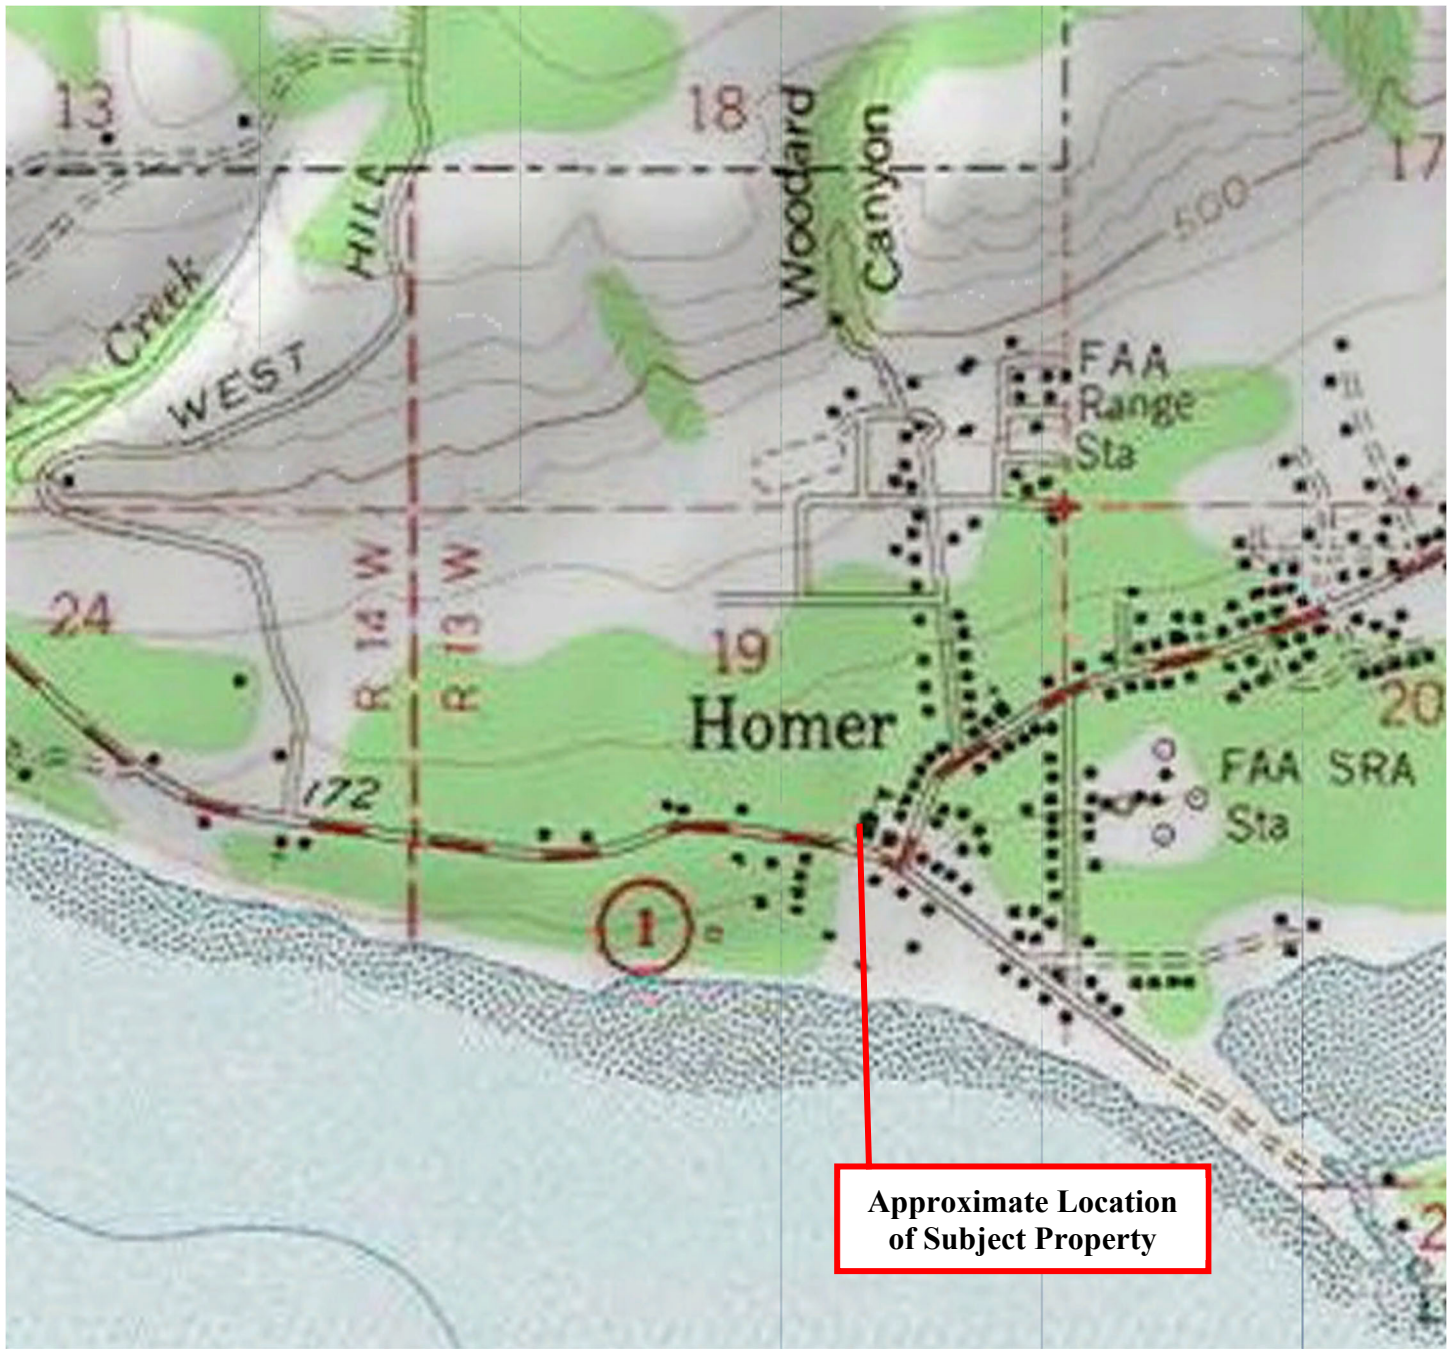 13
18
17
Woodard
Canyon
HILL
500
Creek
WEST
FAA
Range
Sta
R 14 W
R 13 W
24
19
20
Homer
FAA SRA
Sta
172
1
Approximate Location
of Subject Property
2